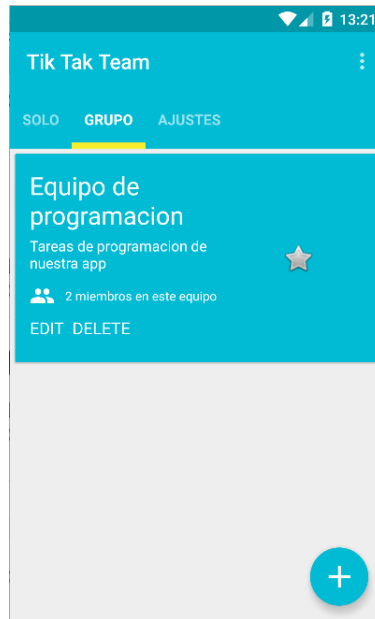 13:21
Tik Tak Team
SOLO GRUPO AJUSTES
Equipo de
programacion
Tareas de programacion de
nuestra app
2 miembros en este equipo
EDIT DELETE